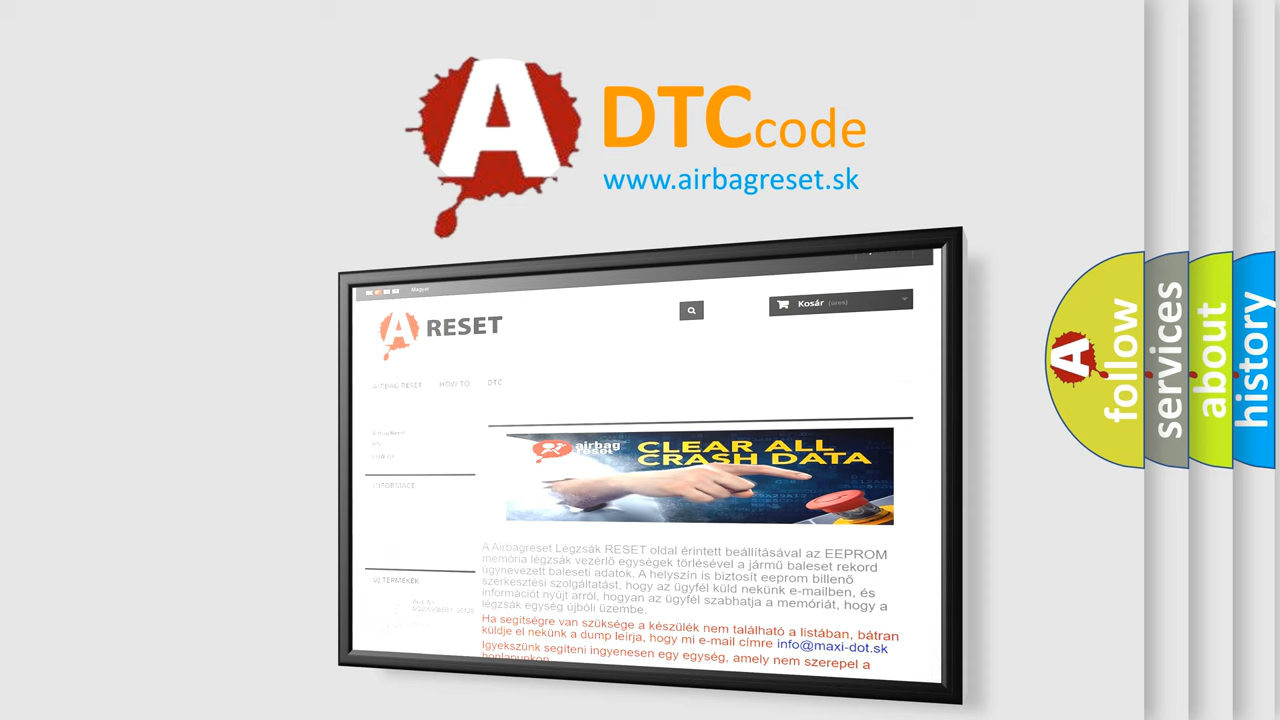 A DTC code
www.airbagreset.sk
Magyar
A RESET
Kosár (üres)
AIRBAG RESET HOW TO DTC
INFORMACE
airbag
reset
CLEAR ALL
CRASH DATA
A Airbagreset Légzsák RESET oldal érintett beállításával az EEPROM
memória légzsák vezérlő egységek törlésével a jármű baleset rekord
úgynevezett baleseti adatok. A helyszín is biztosít eeprom billenő
szerkesztési szolgáltatást, hogy az ügyfél küld nekünk e-mailben, és
információt nyújt arról, hogyan az ügyfél szabhatja a memóriát, hogy a
légzsák egység újbóli üzembe.
Ha segítségre van szüksége a készülék nem található a listában, bátran
küldje el nekünk a dump leírja, hogy mi e-mail címre info@maxi-dot.sk
Igyekszünk segíteni ingyenesen egy egység, amely nem szerepel a
honlapunkon
ÚJ TERMÉKEK
A
follow
services
about
history